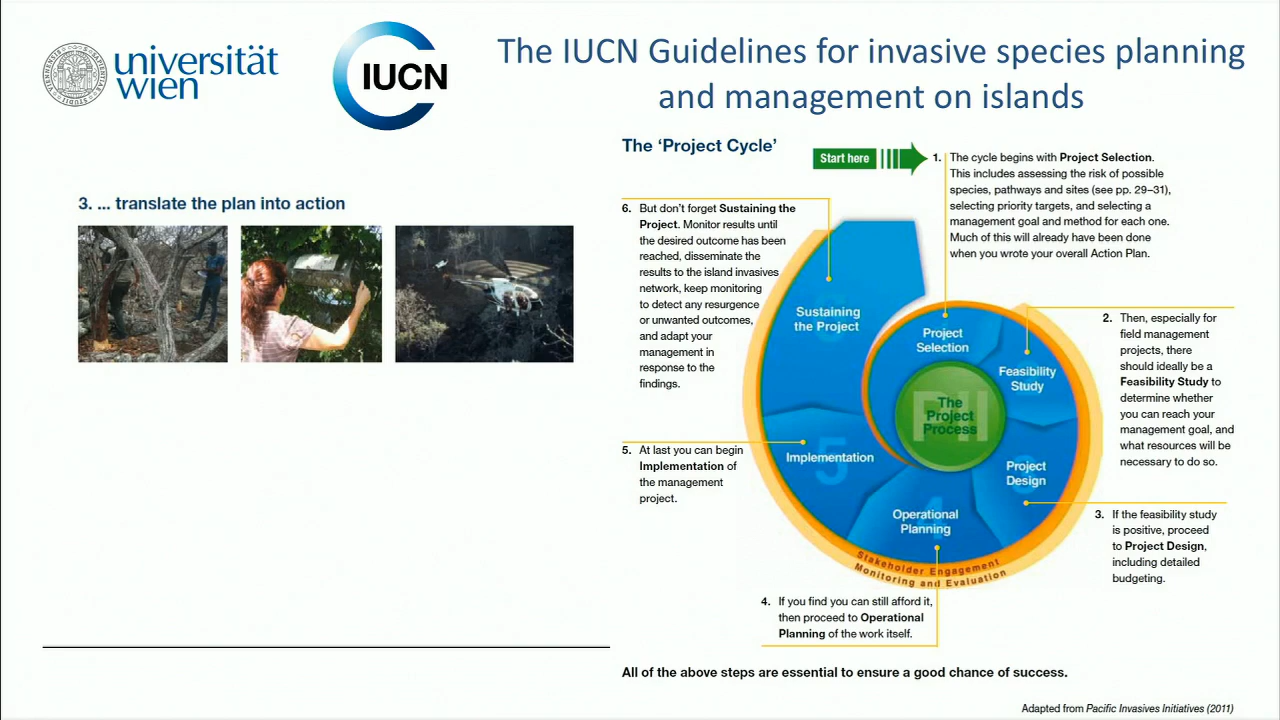 universität
wien
IUCN
The IUCN Guidelines for invasive species planning
and management on islands
3. ... translate the plan into action
The ‘Project Cycle’
Start here
1. The cycle begins with Project Selection.
This includes assessing the risk of possible
species, pathways and sites (see pp. 29–31),
selecting priority targets, and selecting a
management goal and method for each one.
Much of this will already have been done
when you wrote your overall Action Plan.
2. Then, especially for
field management
projects, there
should ideally be a
Feasibility Study to
determine whether
you can reach your
management goal, and
what resources will be
necessary to do so.
3. If the feasibility study
is positive, proceed
to Project Design,
including detailed
budgeting.
4. If you find you can still afford it,
then proceed to Operational
Planning of the work itself.
5. At last you can begin
Implementation of
the management
project.
6. But don’t forget Sustaining the
Project. Monitor results until
the desired outcome has been
reached, disseminate the
results to the island invasives
network, keep monitoring
to detect any resurgence
or unwanted outcomes,
and adapt your
management in
response to the
findings.
Project
Selection
Feasibility
Study
Project
Design
Operational
Planning
Implementation
Sustaining
the Project
The
Project
Process
PII
3
4
5
Stakeholder Engagement
Monitoring and Evaluation
All of the above steps are essential to ensure a good chance of success.
Adapted from Pacific Invasives Initiatives (2011)